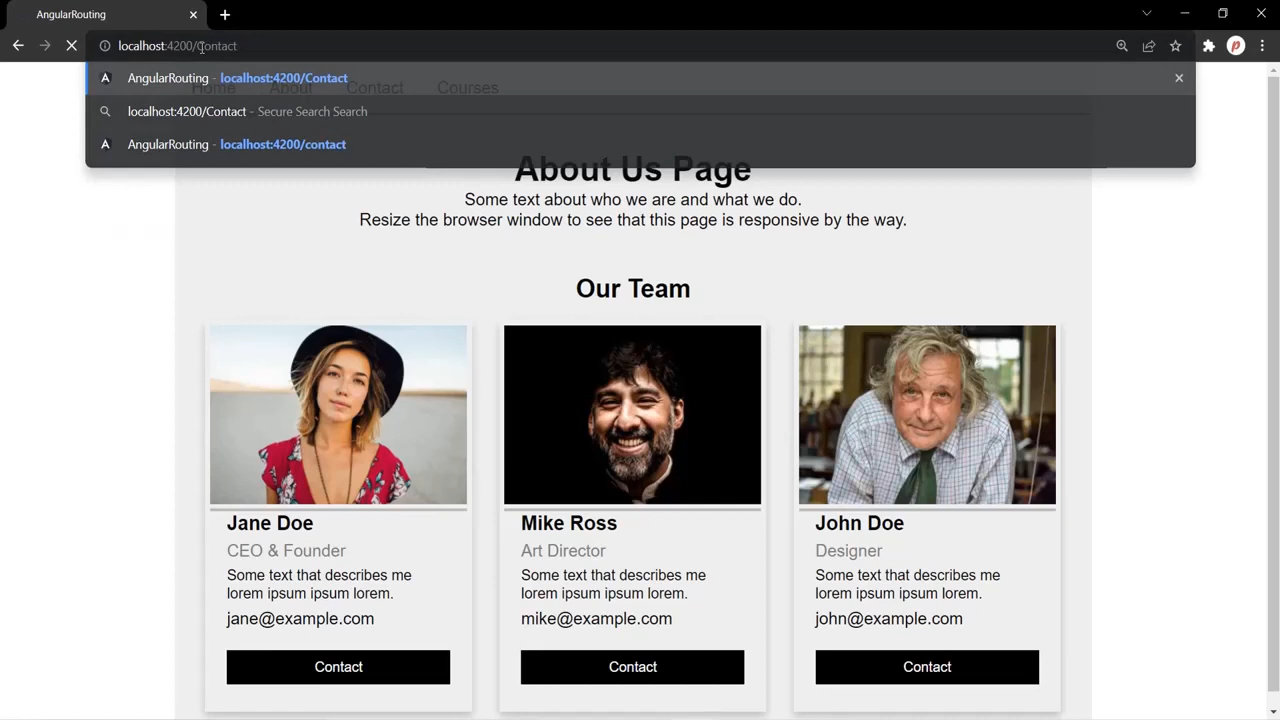 AngularRouting
localhost:4200/Contact
AngularRouting - localhost:4200/Contact
localhost:4200/Contact - Secure Search Search
AngularRouting - localhost:4200/contact
Home About Contact Courses
About Us Page
Some text about who we are and what we do.
Resize the browser window to see that this page is responsive by the way.
Our Team
Jane Doe
CEO & Founder
Some text that describes me
lorem ipsum ipsum lorem.
jane@example.com
Contact
Mike Ross
Art Director
Some text that describes me
lorem ipsum ipsum lorem.
mike@example.com
Contact
John Doe
Designer
Some text that describes me
lorem ipsum ipsum lorem.
john@example.com
Contact